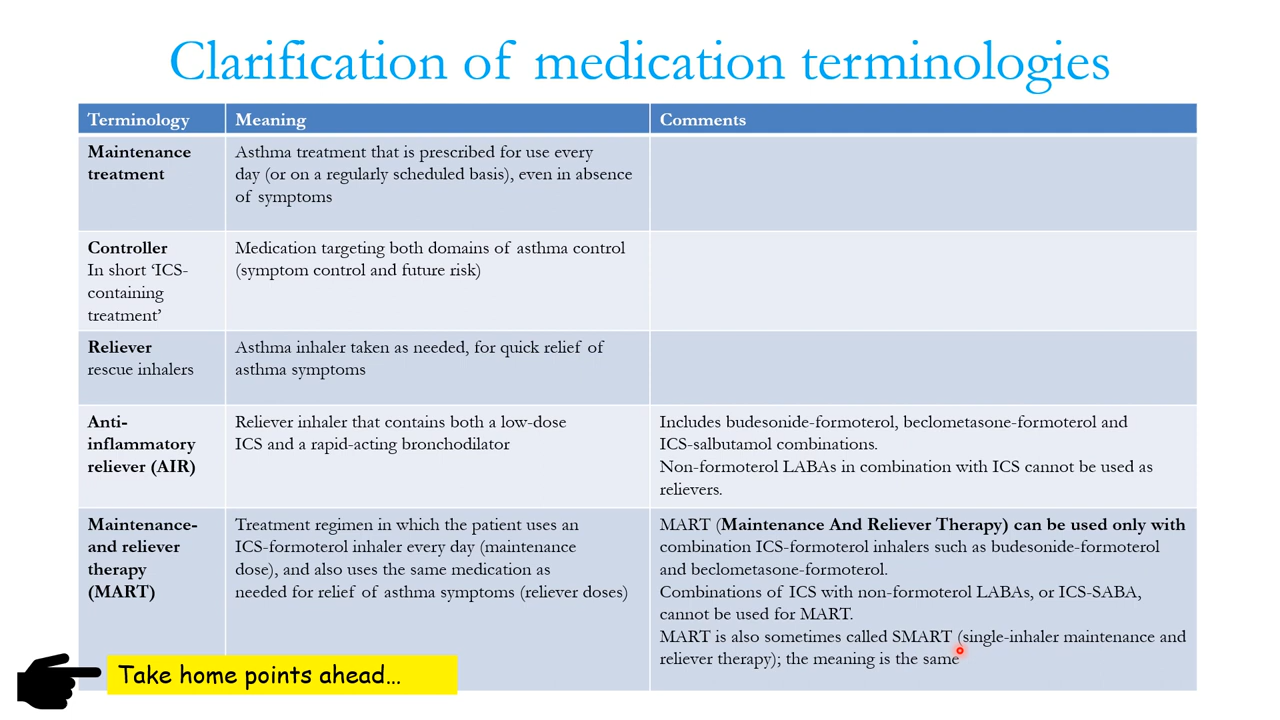 Clarification of medication terminologies
Terminology
Meaning
Comments
Maintenance
treatment
Asthma treatment that is prescribed for use every
day (or on a regularly scheduled basis), even in absence
of symptoms
Controller
In short ‘ICS-
containing
treatment’
Medication targeting both domains of asthma control
(symptom control and future risk)
Reliever
rescue inhalers
Asthma inhaler taken as needed, for quick relief of
asthma symptoms
Anti-
inflammatory
reliever (AIR)
Reliever inhaler that contains both a low-dose
ICS and a rapid-acting bronchodilator
Includes budesonide-formoterol, beclometasone-formoterol and
ICS-salbutamol combinations.
Non-formoterol LABAs in combination with ICS cannot be used as
relievers.
Maintenance-
and reliever
therapy
(MART)
Treatment regimen in which the patient uses an
ICS-formoterol inhaler every day (maintenance
dose), and also uses the same medication as
needed for relief of asthma symptoms (reliever doses)
MART (Maintenance And Reliever Therapy) can be used only with
combination ICS-formoterol inhalers such as budesonide-formoterol
and beclometasone-formoterol.
Combinations of ICS with non-formoterol LABAs, or ICS-SABA,
cannot be used for MART.
MART is also sometimes called SMART (single-inhaler maintenance and
reliever therapy); the meaning is the same
Take home points ahead...